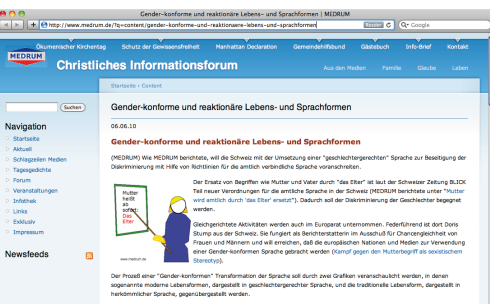 Gender-konforme und reaktionäre Lebens- und Sprachformen | MEDRUM
http://www.medrum.de/?q=content/gender-konforme-und-reaktionaere-lebens-und-sprachformen
Reader
Google
Ökumenischer Kirchentag Schutz der Gewissensfreiheit Manhattan Declaration Gemeindehilfsbund Gästebuch Info-Brief Kontakt
MEDRUM
Christliches Informationsforum
Aus den Medien Familie Glaube Leben
Startseite › Content
Suchen
Navigation
Startseite
Aktuell
Schlagzeilen Medien
Tagesgedichte
Forum
Veranstaltungen
Infothek
Links
Exklusiv
Impressum
Newsfeeds
Gender-konforme und reaktionäre Lebens- und Sprachformen
06.06.10
Gender-konforme und reaktionäre Lebens- und Sprachformen
(MEDRUM) Wie MEDRUM berichtete, will die Schweiz mit der Umsetzung einer "geschlechtergerechten" Sprache zur Beseitigung der
Diskriminierung mit Hilfe von Richtlinien für die amtlich verbindliche Sprache voranschreiten.
Mutter
heißt
ab
sofort:
Das
Elter
www.medrum.de
Der Ersatz von Begriffen wie Mutter und Vater durch "das Elter" ist laut der Schweizer Zeitung BLICK
Teil neuer Verordnungen für die amtliche Sprache in der Schweiz (MEDRUM berichtete unter "Mutter
wird amtlich durch 'das Elter' ersetzt"). Dadurch soll der Diskriminierung der Geschlechter begegnet
werden.
Gleichgerichtete Aktivitäten werden auch im Europarat unternommen. Federführend ist dort Doris
Stump aus der Schweiz. Sie fungiert als Berichterstatterin im Ausschuß für Chancengleichheit von
Frauen und Männern und will erreichen, daß die europäischen Nationen und Medien zur Verwendung
einer Gender-konformen Sprache gebracht werden (Kampf gegen den Mutterbegriff als sexistischem
Stereotyp).
Der Prozeß einer "Gender-konformen" Transformation der Sprache soll durch zwei Grafiken veranschaulicht werden, in denen
sogenannte moderne Lebensformen, dargestellt in geschlechtergerechter Sprache, und die traditionelle Lebensform, dargestellt in
herkömmlicher Sprache, gegenübergestellt werden.